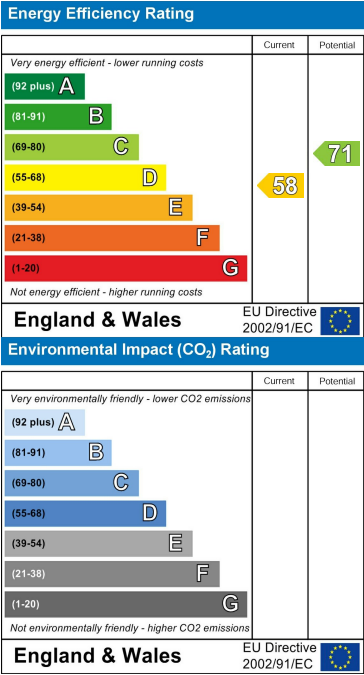 Energy Efficiency Rating
Current Potential
Very energy efficient - lower running costs
(92 plus) A
(81-91) B
(69-80) C
71
(55-68) D
58
(39-54) E
(21-38) F
(1-20) G
Not energy efficient - higher running costs
England & Wales
EU Directive
2002/91/EC
Environmental Impact (CO₂) Rating
Current Potential
Very environmentally friendly - lower CO2 emissions
(92 plus) A
(81-91) B
(69-80) C
(55-68) D
(39-54) E
(21-38) F
(1-20) G
Not environmentally friendly - higher CO2 emissions
England & Wales
EU Directive
2002/91/EC